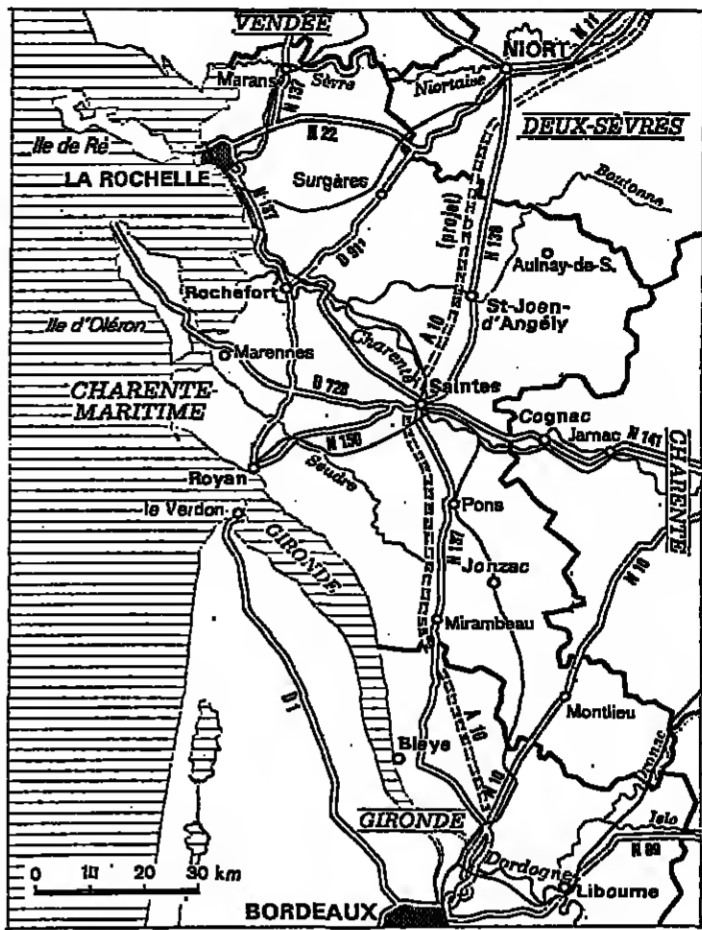 VENDÉE
NIORT
N 11
Marans
Sèvre
Niortaise
N 137
Ile de Ré
N 22
DEUX-SÈVRES
LA ROCHELLE
Surgères
Boutonne
N 137
(projet)
N 138
D 911
Aulnay-de-S.
Rochefort
St-Jean-
d'Angély
A 10
Ile d'Oléron
Charente
Marennes
CHARENTE-
MARITIME
D 728
Saintes
Cognac
Jarnac
N 141
N 150
CHARENTE
Royan
Seudre
Pons
le Verdon
GIRONDE
N 137
N 10
Jonzac
Mirambeau
D 1
A 10
Montlieu
Blaye
Dronne
N 10
GIRONDE
Isle
N 89
0 10 20 30 km
Dordogne
Libourne
BORDEAUX